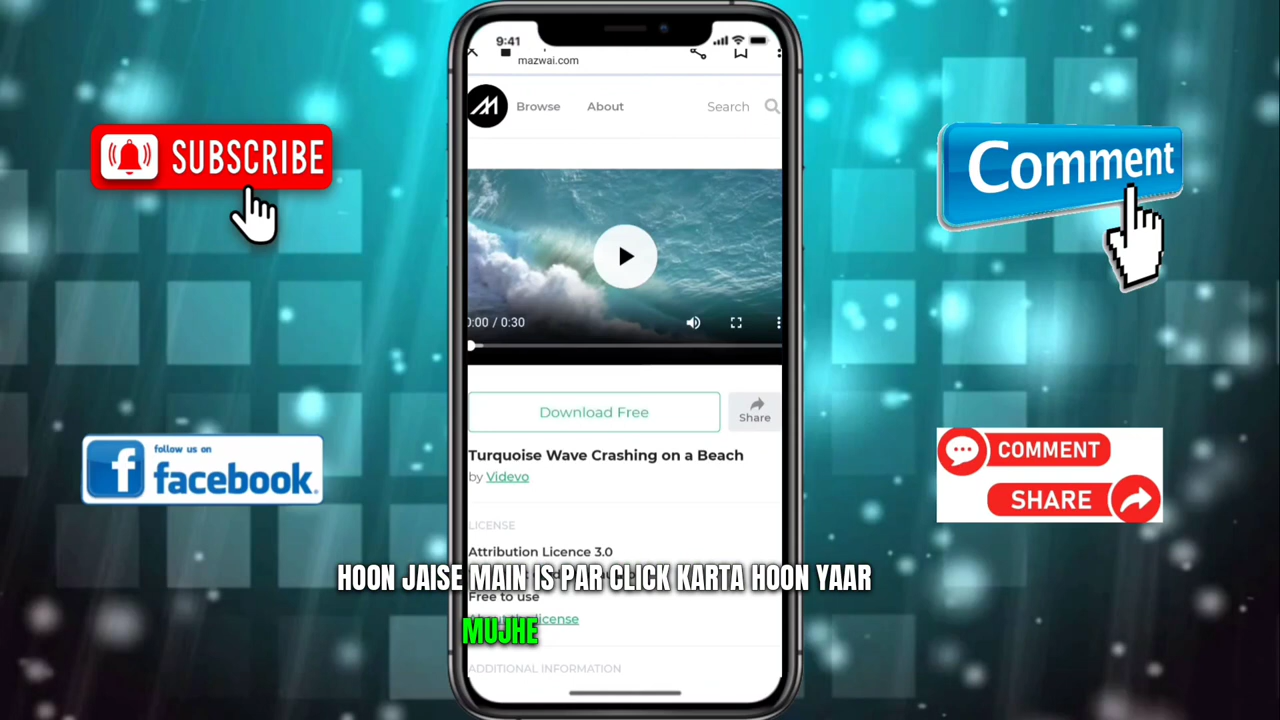 9:41
mazwai.com
Browse About Search
SUBSCRIBE
Comment
0:00 / 0:30
Download Free
Share
Turquoise Wave Crashing on a Beach
by Videvo
follow us on
facebook.
COMMENT
SHARE
LICENSE
Attribution Licence 3.0
HOON JAISE MAIN IS PAR CLICK KARTA HOON YAAR
Free to use
MUJHE
license
ADDITIONAL INFORMATION